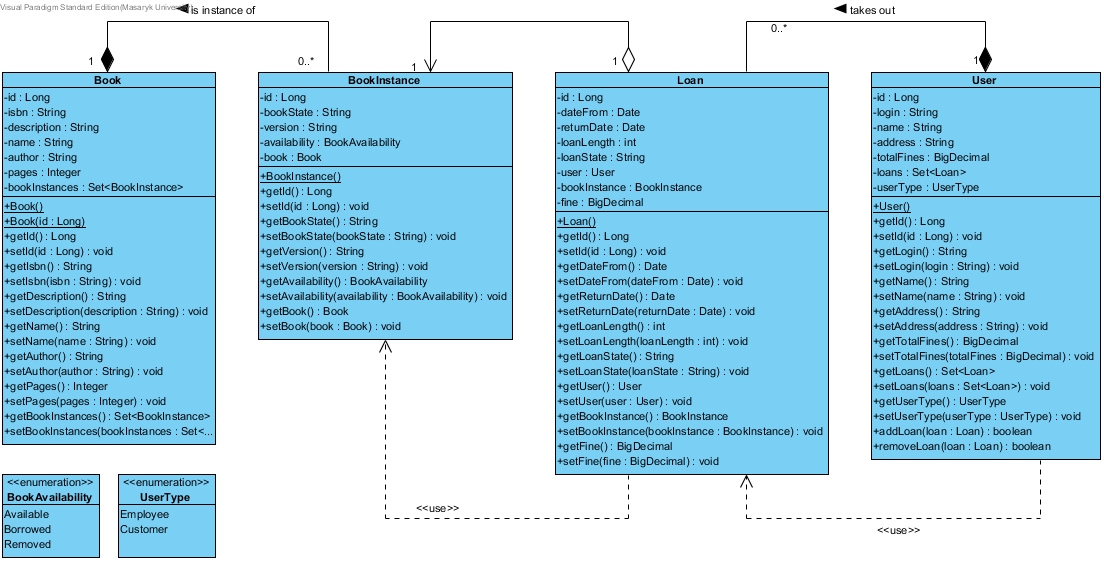 Visual Paradigm Standard Edition(Masaryk Univers
is instance of
takes out
1
0..*
1
1
0..*
1
Book
-id : Long
-isbn : String
-description : String
-name : String
-author : String
-pages : Integer
-bookInstances : Set<BookInstance>
+Book()
+Book(id : Long)
+getId() : Long
+setId(id : Long) : void
+getIsbn() : String
+setIsbn(isbn : String) : void
+getDescription() : String
+setDescription(description : String) : void
+getName() : String
+setName(name : String) : void
+getAuthor() : String
+setAuthor(author : String) : void
+getPages() : Integer
+setPages(pages : Integer) : void
+getBookInstances() : Set<BookInstance>
+setBookInstances(bookInstances : Set<...
BookInstance
-id : Long
-bookState : String
-version : String
-availability : BookAvailability
-book : Book
+BookInstance()
+getId() : Long
+setId(id : Long) : void
+getBookState() : String
+setBookState(bookState : String) : void
+getVersion() : String
+setVersion(version : String) : void
+getAvailability() : BookAvailability
+setAvailability(availability : BookAvailability) : void
+getBook() : Book
+setBook(book : Book) : void
Loan
-id : Long
-dateFrom : Date
-returnDate : Date
-loanLength : int
-loanState : String
-user : User
-bookInstance : BookInstance
-fine : BigDecimal
+Loan()
+getId() : Long
+setId(id : Long) : void
+getDateFrom() : Date
+setDateFrom(dateFrom : Date) : void
+getReturnDate() : Date
+setReturnDate(returnDate : Date) : void
+getLoanLength() : int
+setLoanLength(loanLength : int) : void
+getLoanState() : String
+setLoanState(loanState : String) : void
+getUser() : User
+setUser(user : User) : void
+getBookInstance() : BookInstance
+setBookInstance(bookInstance : BookInstance) : void
+getFine() : BigDecimal
+setFine(fine : BigDecimal) : void
User
-id : Long
-login : String
-name : String
-address : String
-totalFines : BigDecimal
-loans : Set<Loan>
-userType : UserType
+User()
+getId() : Long
+setId(id : Long) : void
+getLogin() : String
+setLogin(login : String) : void
+getName() : String
+setName(name : String) : void
+getAddress() : String
+setAddress(address : String) : void
+getTotalFines() : BigDecimal
+setTotalFines(totalFines : BigDecimal) : void
+getLoans() : Set<Loan>
+setLoans(loans : Set<Loan>) : void
+getUserType() : UserType
+setUserType(userType : UserType) : void
+addLoan(loan : Loan) : boolean
+removeLoan(loan : Loan) : boolean
<<enumeration>>
BookAvailability
Available
Borrowed
Removed
<<enumeration>>
UserType
Employee
Customer
<<use>>
<<use>>